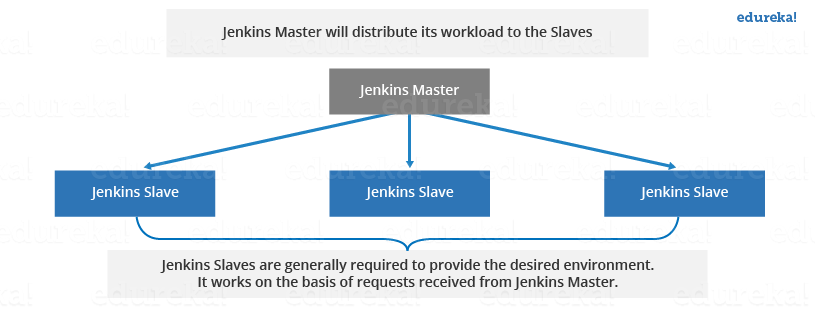 edureka!
Jenkins Master will distribute its workload to the Slaves
Jenkins Master
Jenkins Slave
Jenkins Slave
Jenkins Slave
Jenkins Slaves are generally required to provide the desired environment.
It works on the basis of requests received from Jenkins Master.